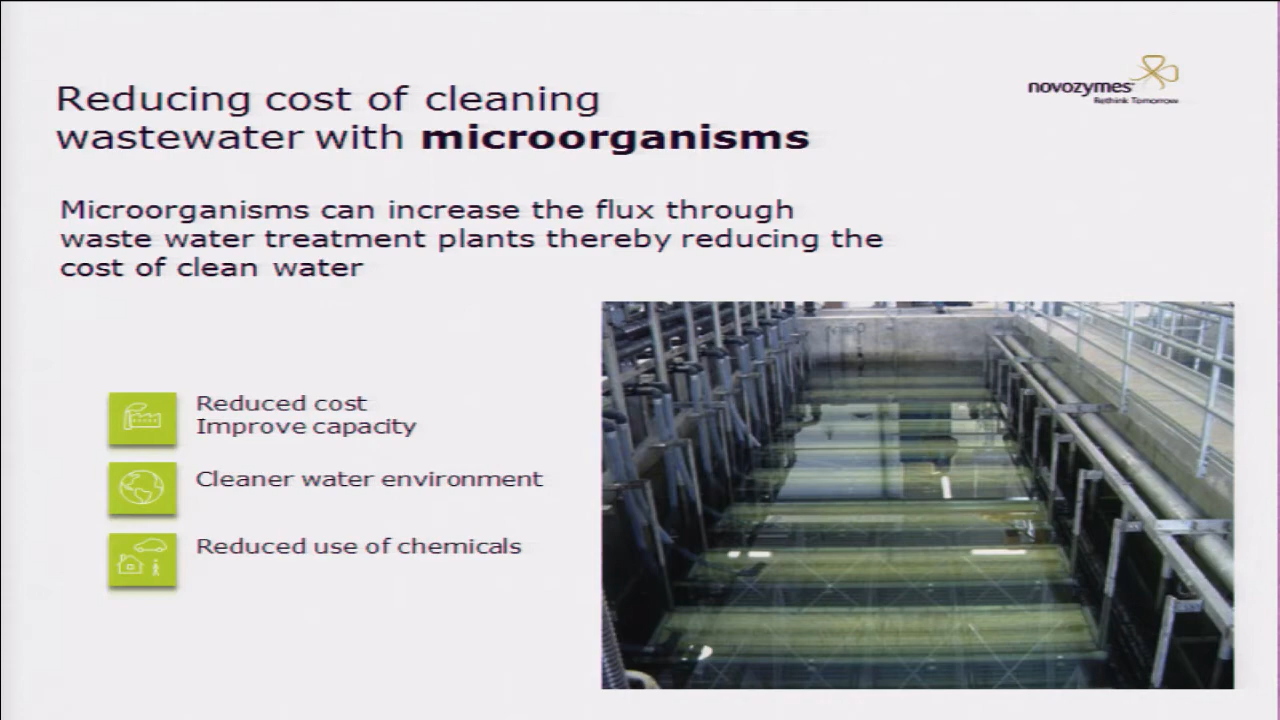 Reducing cost of cleaning
wastewater with microorganisms
novozymes
Rethink Tomorrow
Microorganisms can increase the flux through
waste water treatment plants thereby reducing the
cost of clean water
Reduced cost
Improve capacity
Cleaner water environment
Reduced use of chemicals